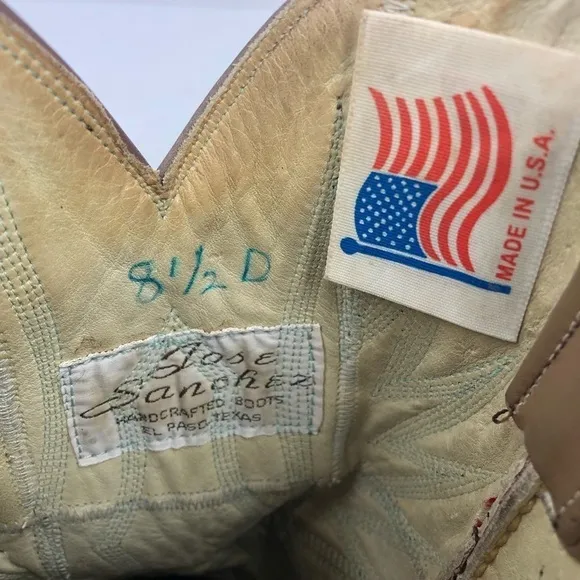 MADE IN U.S.A.
8 1/2 D
Jose
Sanchez
HANDCRAFTED BOOTS
EL PASO, TEXAS